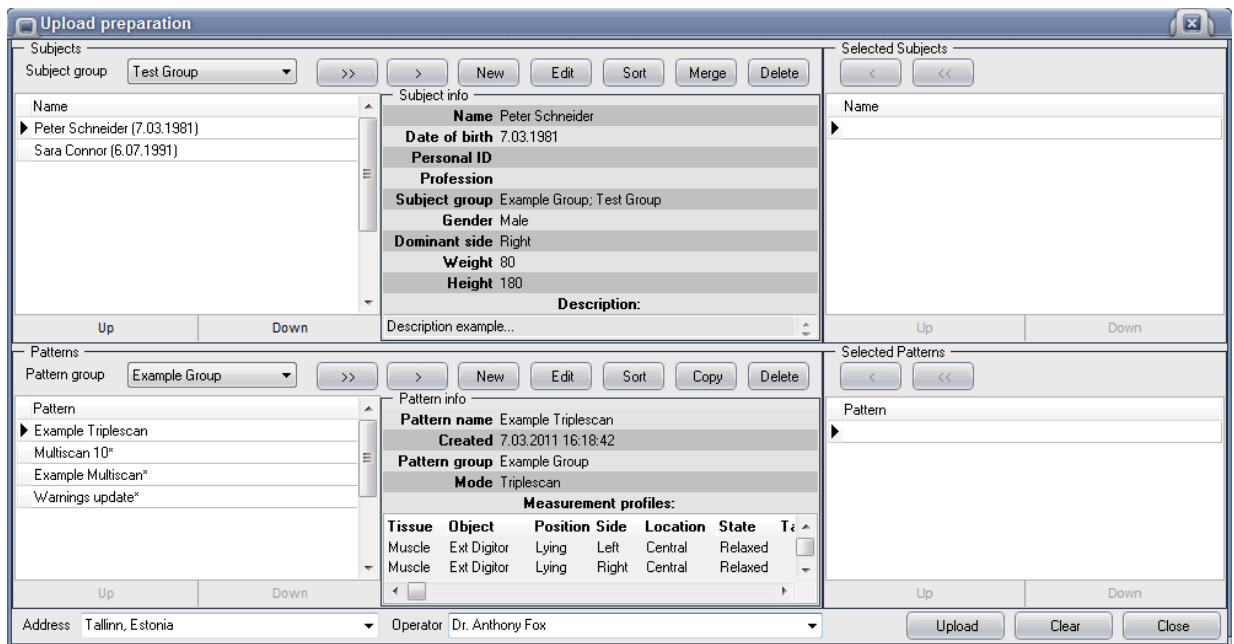 Upload preparation
Subjects
Subject group Test Group >> > New Edit Sort Merge Delete
Name
Peter Schneider (7.03.1981)
Sara Connor (6.07.1991)
Up Down
Subject info
Name Peter Schneider
Date of birth 7.03.1981
Personal ID
Profession
Subject group Example Group; Test Group
Gender Male
Dominant side Right
Weight 80
Height 180
Description:
Description example...
Selected Subjects
< <<
Name
Up Down
Patterns
Pattern group Example Group >> > New Edit Sort Copy Delete
Pattern
Example Triplescan
Multiscan 10*
Example Multiscan*
Warnings update*
Up Down
Pattern info
Pattern name Example Triplescan
Created 7.03.2011 16:18:42
Pattern group Example Group
Mode Triplescan
Measurement profiles:
Tissue Object Position Side Location State
Muscle Ext Digitor Lying Left Central Relaxed
Muscle Ext Digitor Lying Right Central Relaxed
Selected Patterns
< <<
Pattern
Up Down
Address Tallinn, Estonia Operator Dr. Anthony Fox Upload Clear Close